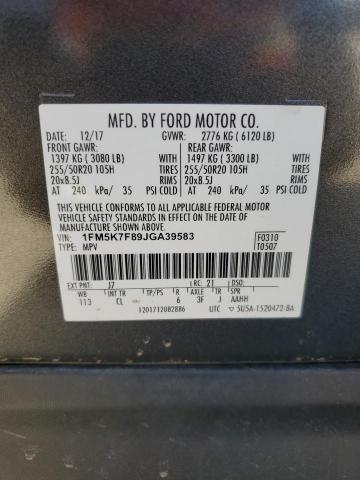 MFD. BY FORD MOTOR CO.
DATE: 12/17 GVWR: 2776 KG ( 6120 LB)
FRONT GAWR: REAR GAWR:
1397 KG ( 3080 LB) WITH 1497 KG ( 3300 LB) WITH
255/50R20 105H TIRES 255/50R20 105H TIRES
20x8.5J RIMS 20x8.5J RIMS
AT 240 kPa/ 35 PSI COLD AT 240 kPa/ 35 PSI COLD
THIS VEHICLE CONFORMS TO ALL APPLICABLE FEDERAL MOTOR
VEHICLE SAFETY STANDARDS IN EFFECT ON THE DATE OF
MANUFACTURE SHOWN ABOVE.
VIN: 1FM5K7F89JGA39583 F0310
TYPE: MPV T0507
EXT PNT: J7 RC: 21 DSO:
WB INT TR TP/PS R AXLE TR SPR
113 CL 6 3F J AAHH
1201712082886 UTC 5U5A-1520472-BA